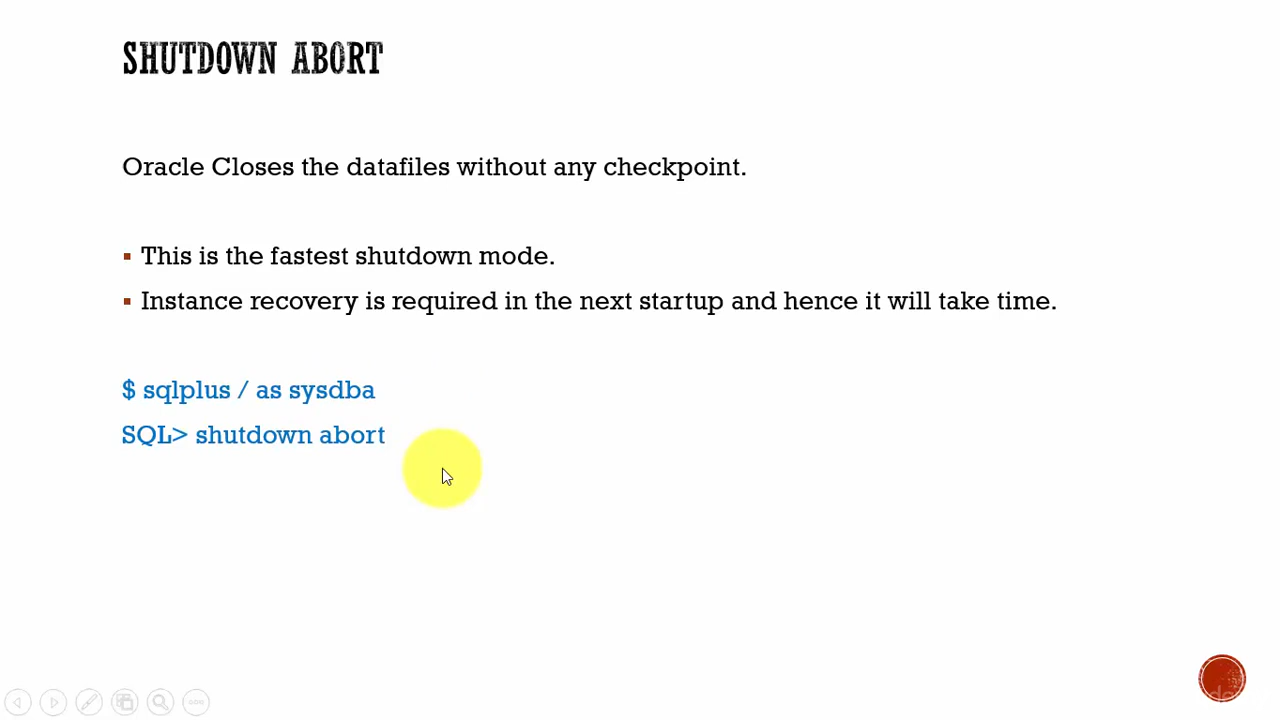 SHUTDOWN ABORT
Oracle Closes the datafiles without any checkpoint.
This is the fastest shutdown mode.
Instance recovery is required in the next startup and hence it will take time.
$ sqlplus / as sysdba
SQL> shutdown abort